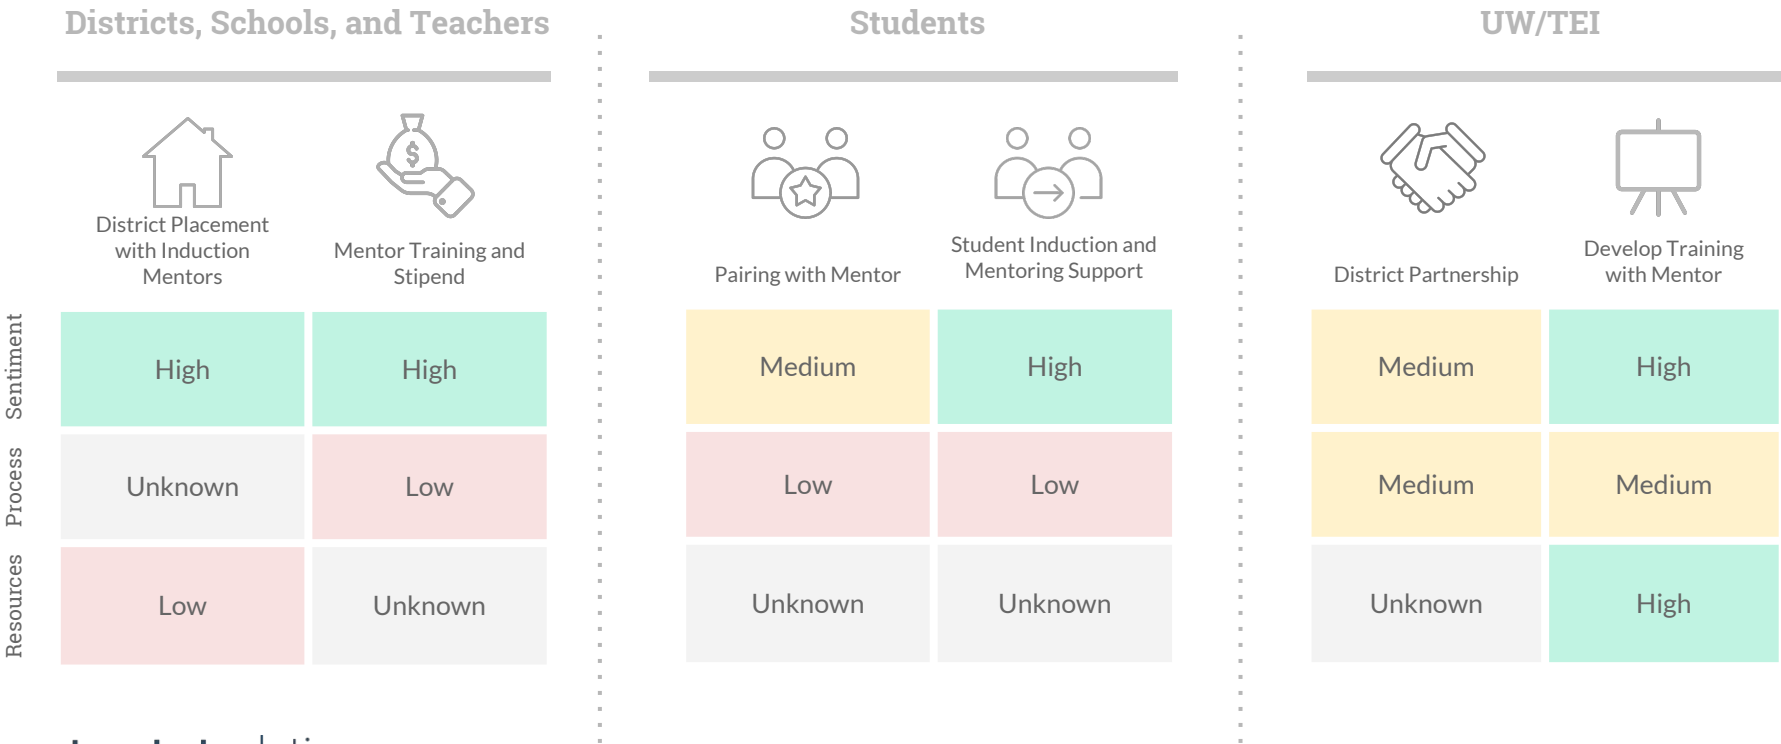 Districts, Schools, and Teachers
Students
UW/TEI
$
District Placement
with Induction
Mentors
Mentor Training and
Stipend
Pairing with Mentor
Student Induction and
Mentoring Support
District Partnership
Develop Training
with Mentor
Sentiment
High
High
Medium
High
Medium
High
Process
Unknown
Low
Low
Low
Medium
Medium
Resources
Low
Unknown
Unknown
Unknown
Unknown
High